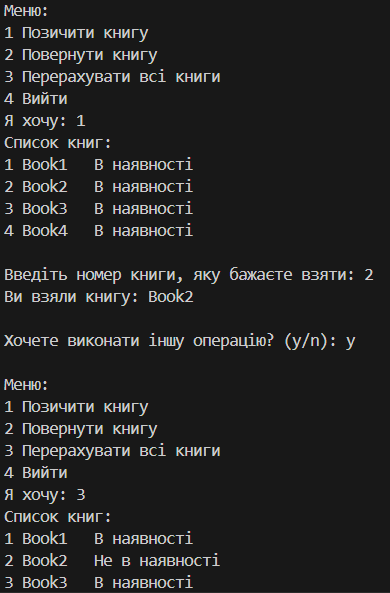 Меню:
1 Позичити книгу
2 Повернути книгу
3 Перерахувати всі книги
4 Вийти
Я хочу: 1
Список книг:
1 Book1   В наявності
2 Book2   В наявності
3 Book3   В наявності
4 Book4   В наявності
Введіть номер книги, яку бажаєте взяти: 2
Ви взяли книгу: Book2
Хочете виконати іншу операцію? (y/n): y
Меню:
1 Позичити книгу
2 Повернути книгу
3 Перерахувати всі книги
4 Вийти
Я хочу: 3
Список книг:
1 Book1   В наявності
2 Book2   Не в наявності
3 Book3   В наявності